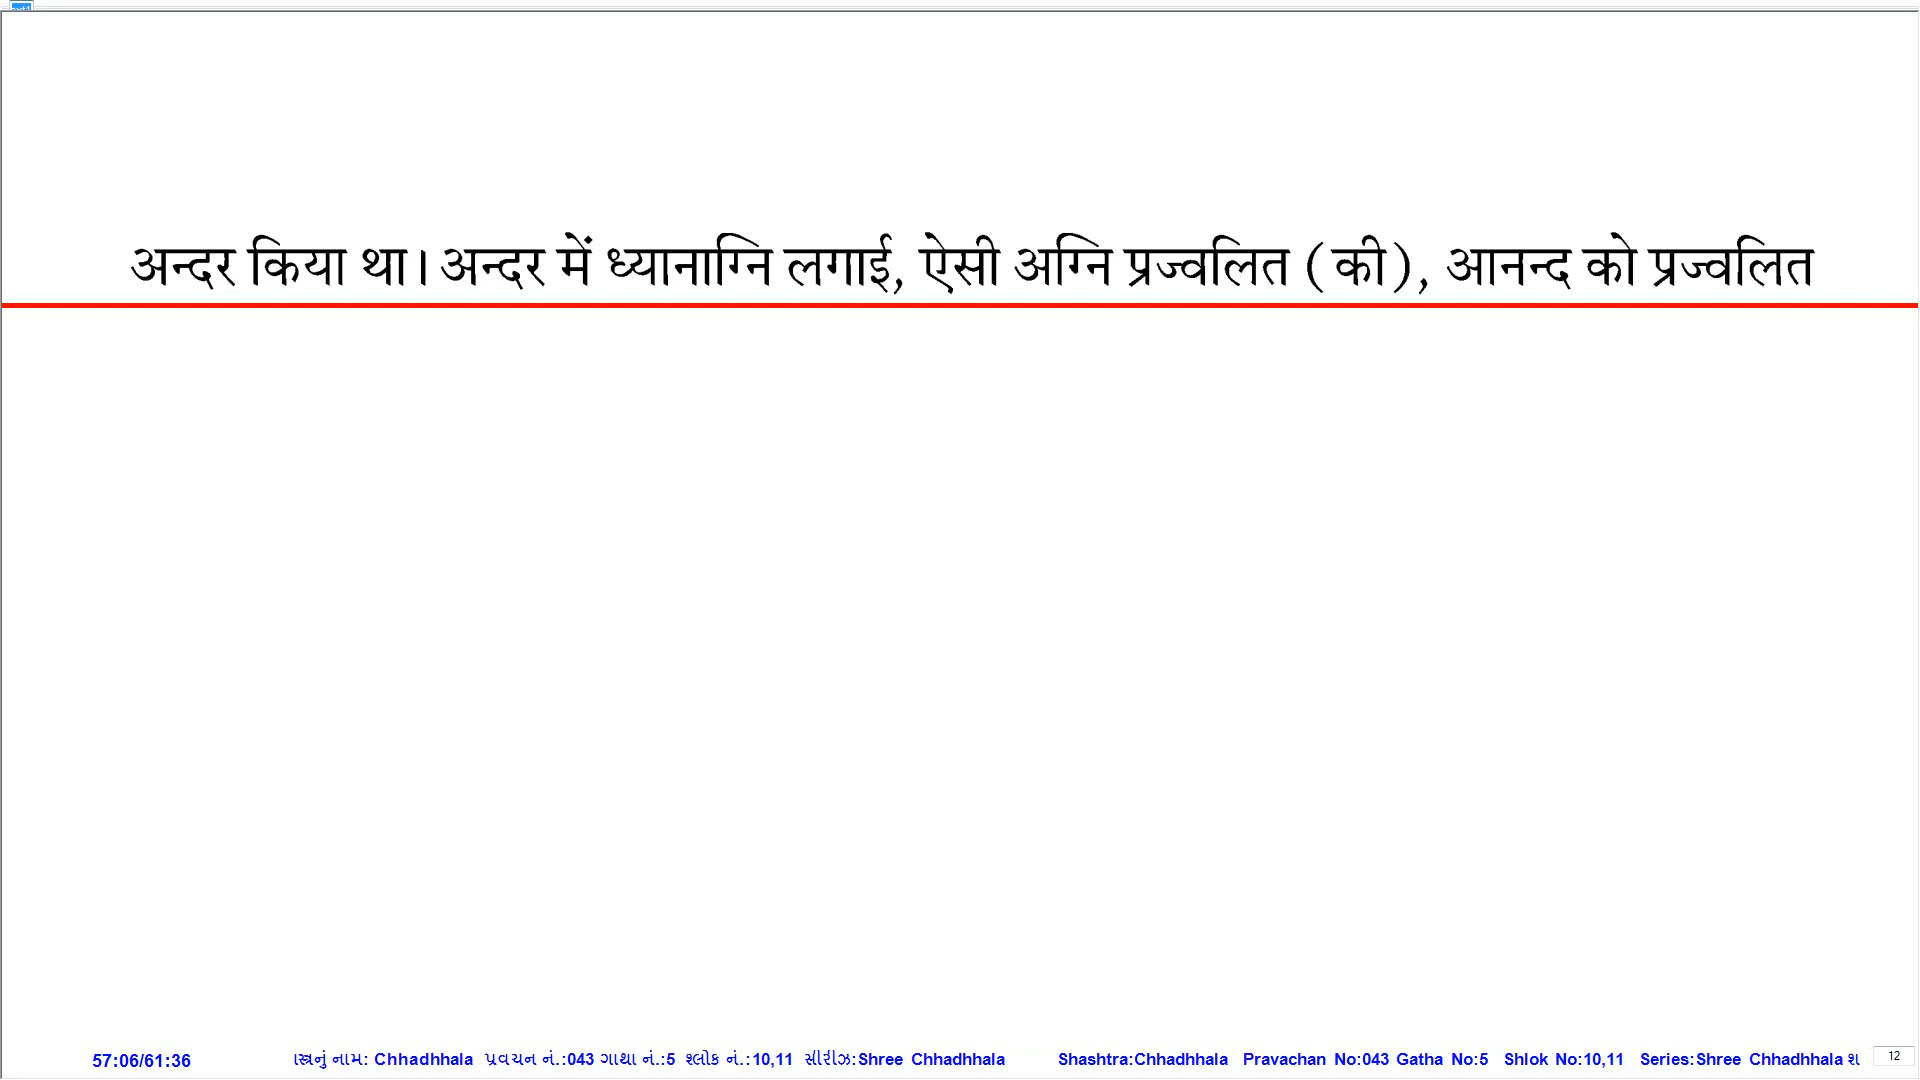 अन्दर किया था। अन्दर में ध्यानाग्नि लगाई, ऐसी अग्नि प्रज्वलित (की), आनन्द को प्रज्वलित
57:06/61:36 ાસ્ત્રનું નામ: Chhadhhala પ્રવચન નં.:043 ગાથા નં.:5 શ્લોક નં.:10,11 સીરીઝ:Shree Chhadhhala Shashtra:Chhadhhala Pravachan No:043 Gatha No:5 Shlok No:10,11 Series:Shree Chhadhhala શ 12